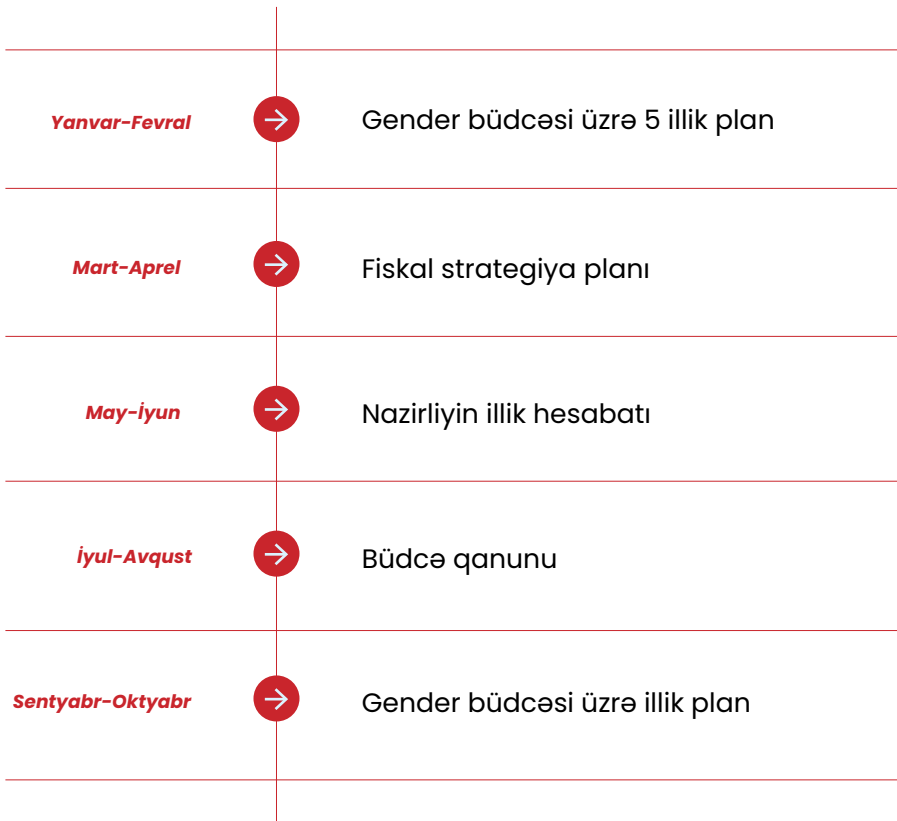 Yanvar-Fevral
Gender büdcəsi üzrə 5 illik plan
Mart-Aprel
Fiskal strategiya planı
May-İyun
Nazirliyin illik hesabatı
İyul-Avqust
Büdcə qanunu
Sentyabr-Oktyabr
Gender büdcəsi üzrə illik plan